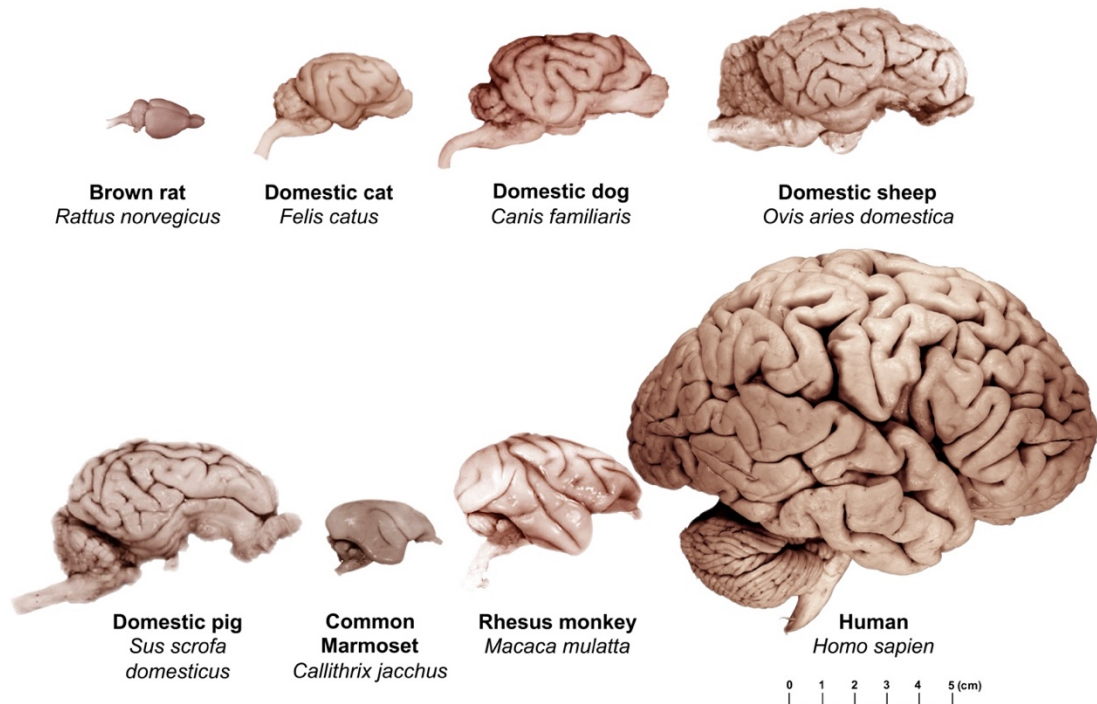 Brown rat
Rattus norvegicus
Domestic cat
Felis catus
Domestic dog
Canis familiaris
Domestic sheep
Ovis aries domestica
Domestic pig
Sus scrofa
domesticus
Common
Marmoset
Callithrix jacchus
Rhesus monkey
Macaca mulatta
Human
Homo sapien
0 1 2 3 4 5 (cm)